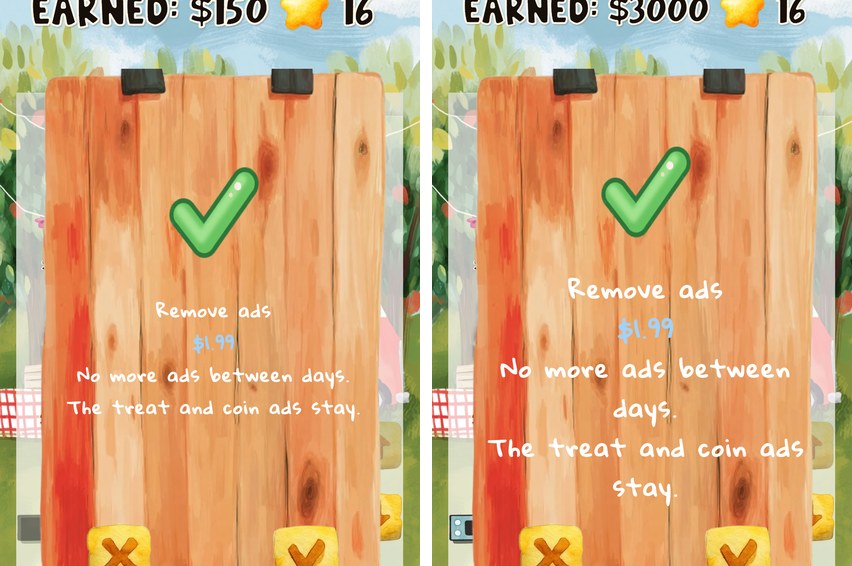 EARNED: $150 16
Remove ads
$1.99
No more ads between days.
The treat and coin ads stay.
EARNED: $3000 16
Remove ads
$1.99
No more ads between
days.
The treat and coin ads
stay.